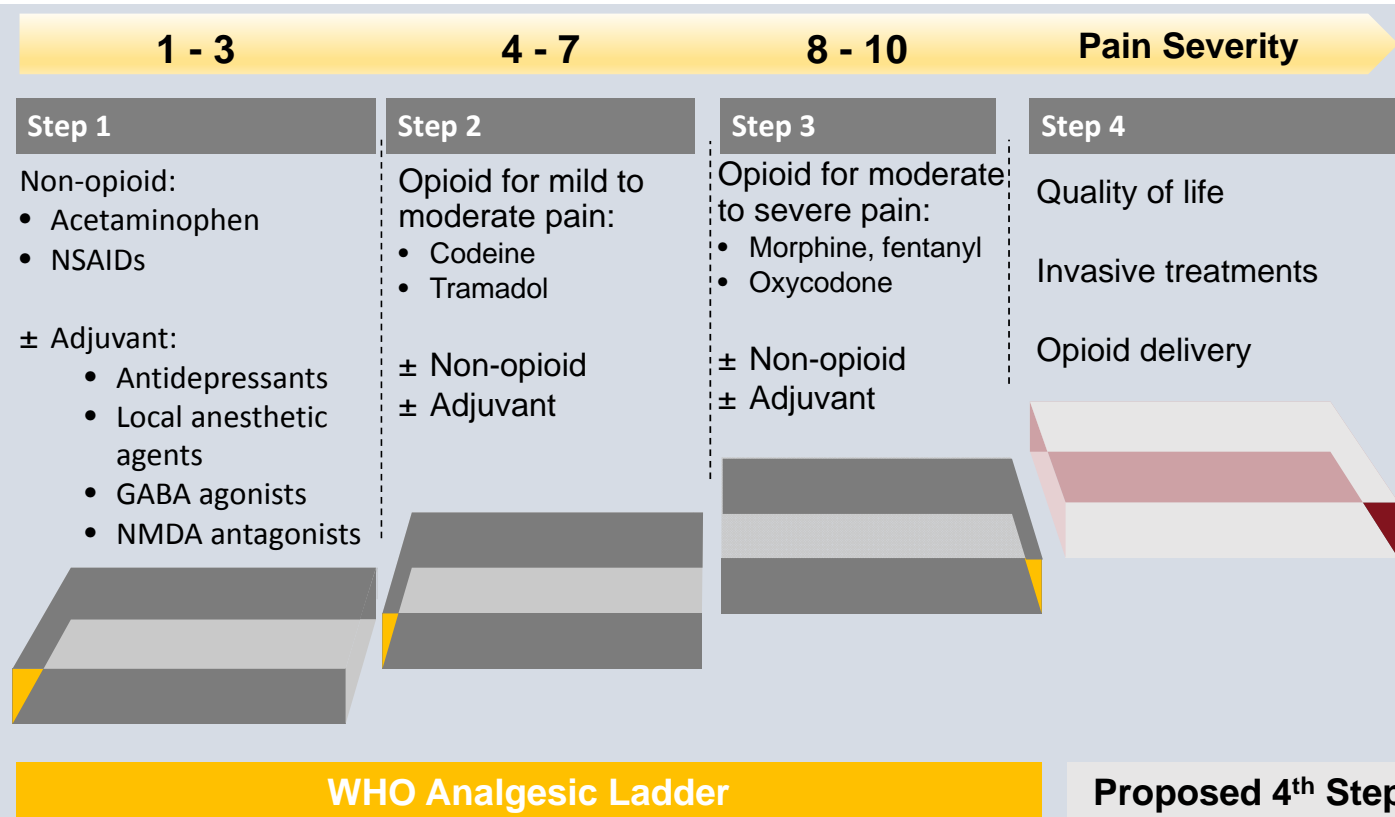 1 - 3
4 - 7
8 - 10
Pain Severity
Step 1
Non-opioid:
• Acetaminophen
• NSAIDs
± Adjuvant:
• Antidepressants
• Local anesthetic
agents
• GABA agonists
• NMDA antagonists
Step 2
Opioid for mild to
moderate pain:
• Codeine
• Tramadol
± Non-opioid
± Adjuvant
Step 3
Opioid for moderate
to severe pain:
• Morphine, fentanyl
• Oxycodone
± Non-opioid
± Adjuvant
Step 4
Quality of life
Invasive treatments
Opioid delivery
WHO Analgesic Ladder
Proposed 4th Step